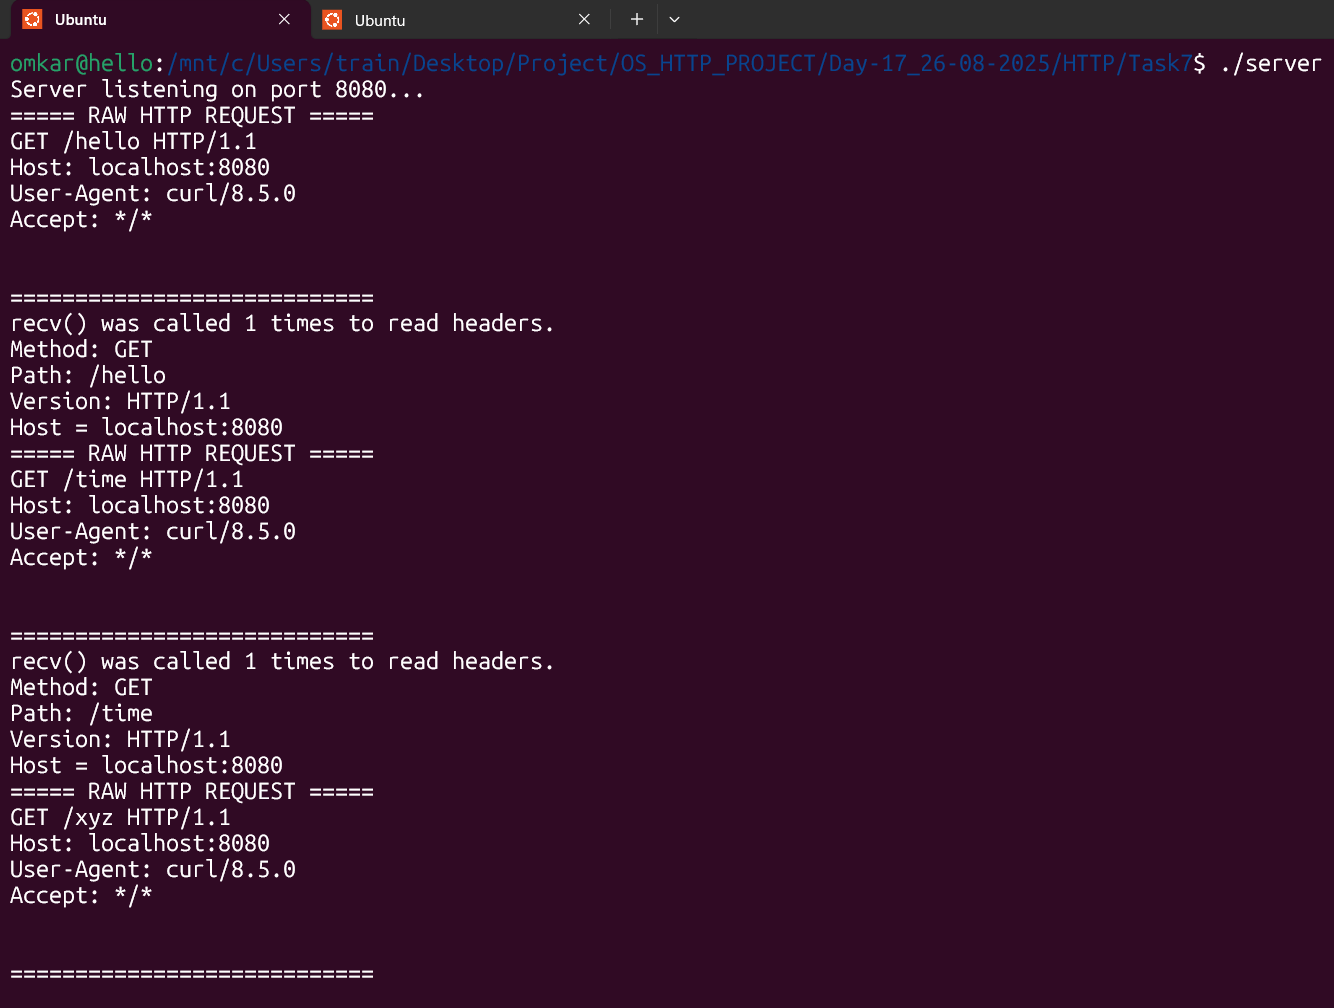 Ubuntu
Ubuntu
omkar@hello:/mnt/c/Users/train/Desktop/Project/OS_HTTP_PROJECT/Day-17_26-08-2025/HTTP/Task7$ ./server
Server listening on port 8080...
===== RAW HTTP REQUEST =====
GET /hello HTTP/1.1
Host: localhost:8080
User-Agent: curl/8.5.0
Accept: */*
============================
recv() was called 1 times to read headers.
Method: GET
Path: /hello
Version: HTTP/1.1
Host = localhost:8080
===== RAW HTTP REQUEST =====
GET /time HTTP/1.1
Host: localhost:8080
User-Agent: curl/8.5.0
Accept: */*
============================
recv() was called 1 times to read headers.
Method: GET
Path: /time
Version: HTTP/1.1
Host = localhost:8080
===== RAW HTTP REQUEST =====
GET /xyz HTTP/1.1
Host: localhost:8080
User-Agent: curl/8.5.0
Accept: */*
============================